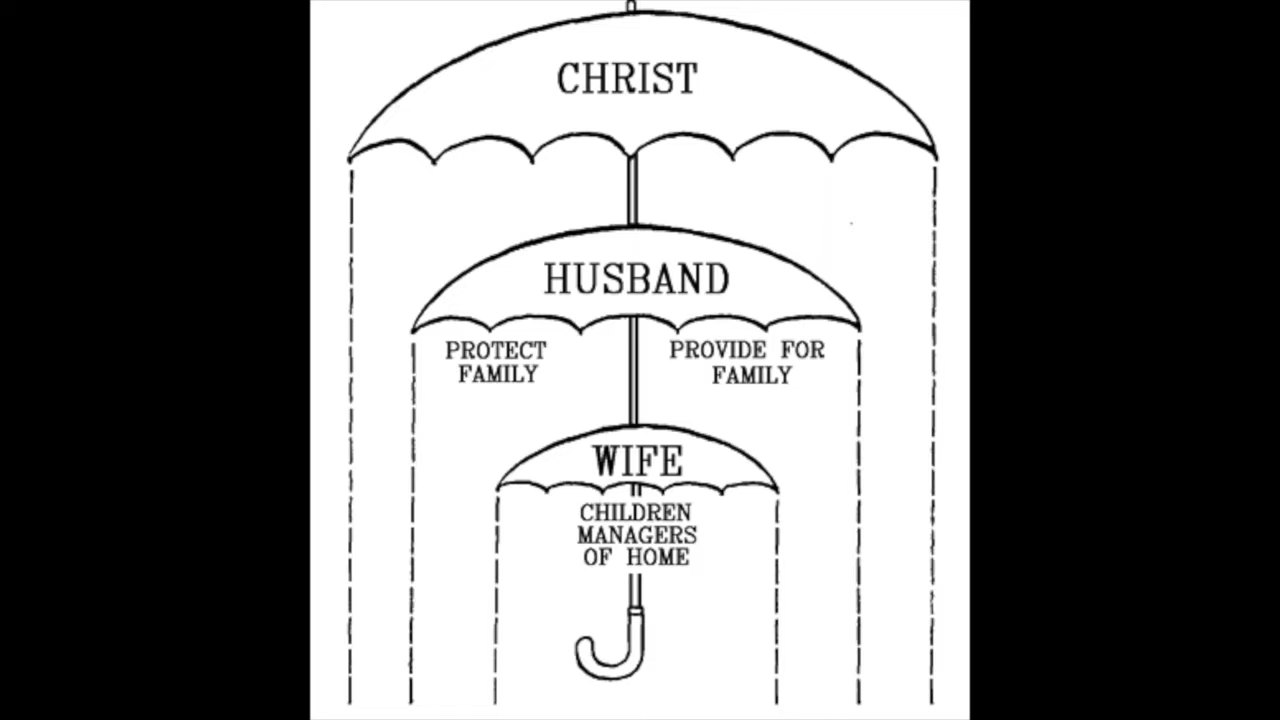 CHRIST
HUSBAND
PROTECT
FAMILY
PROVIDE FOR
FAMILY
WIFE
CHILDREN
MANAGERS
OF HOME